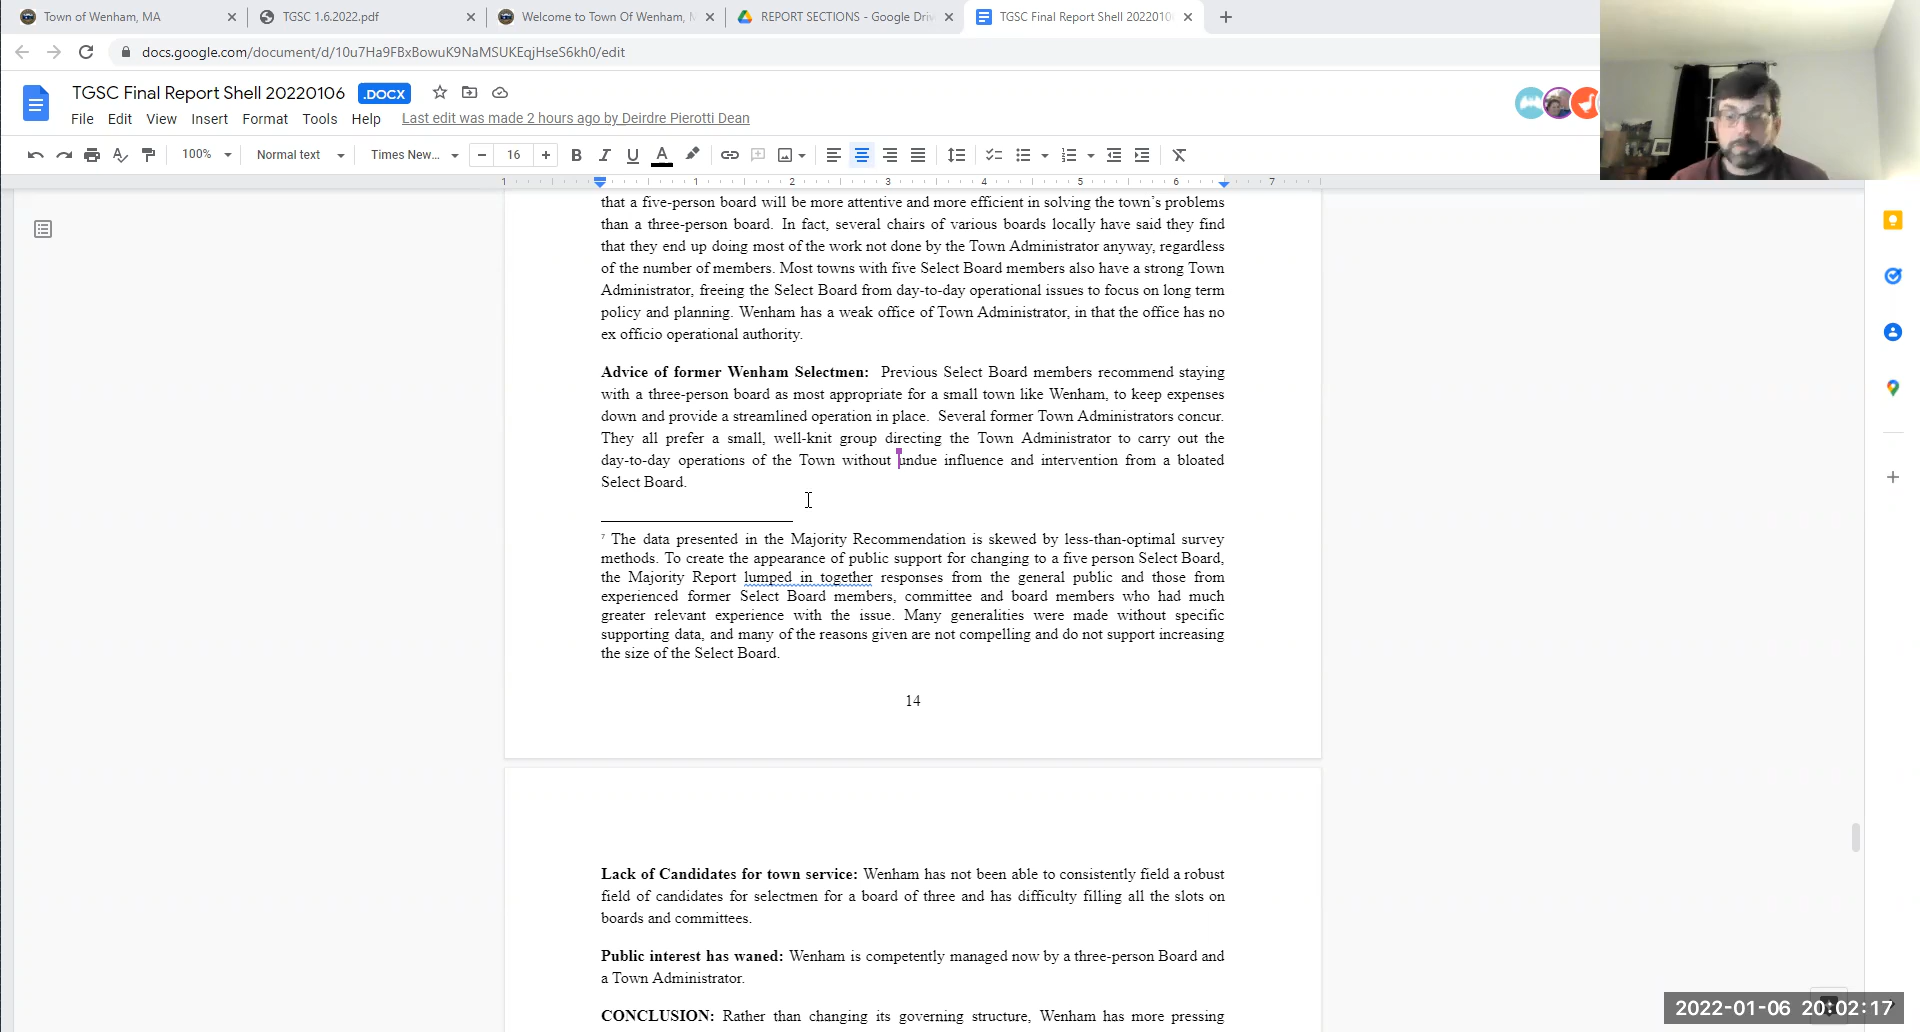 Town of Wenham, MA
TGSC 1.6.2022.pdf
Welcome to Town Of Wenham, M
REPORT SECTIONS - Google Driv
TGSC Final Report Shell 2022010
docs.google.com/document/d/10u7Ha9FBxBowuK9NaMSUKEqjHseS6kh0/edit
TGSC Final Report Shell 20220106 .DOCX
File Edit View Insert Format Tools Help Last edit was made 2 hours ago by Deirdre Pierotti Dean
100% Normal text Times New... 16 B I U A
1 1 2 3 4 5 6 7
that a five-person board will be more attentive and more efficient in solving the town's problems
than a three-person board. In fact, several chairs of various boards locally have said they find
that they end up doing most of the work not done by the Town Administrator anyway, regardless
of the number of members. Most towns with five Select Board members also have a strong Town
Administrator, freeing the Select Board from day-to-day operational issues to focus on long term
policy and planning. Wenham has a weak office of Town Administrator, in that the office has no
ex officio operational authority.
Advice of former Wenham Selectmen: Previous Select Board members recommend staying
with a three-person board as most appropriate for a small town like Wenham, to keep expenses
down and provide a streamlined operation in place. Several former Town Administrators concur.
They all prefer a small, well-knit group directing the Town Administrator to carry out the
day-to-day operations of the Town without undue influence and intervention from a bloated
Select Board.
7 The data presented in the Majority Recommendation is skewed by less-than-optimal survey
methods. To create the appearance of public support for changing to a five person Select Board,
the Majority Report lumped in together responses from the general public and those from
experienced former Select Board members, committee and board members who had much
greater relevant experience with the issue. Many generalities were made without specific
supporting data, and many of the reasons given are not compelling and do not support increasing
the size of the Select Board.
14
Lack of Candidates for town service: Wenham has not been able to consistently field a robust
field of candidates for selectmen for a board of three and has difficulty filling all the slots on
boards and committees.
Public interest has waned: Wenham is competently managed now by a three-person Board and
a Town Administrator.
CONCLUSION: Rather than changing its governing structure, Wenham has more pressing
2022-01-06 20:02:17